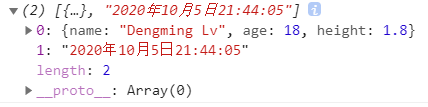 ▼(2) [{…}, "2020年10月5日21:44:05"] i
▶0: {name: "Dengming Lv", age: 18, height: 1.8}
1: "2020年10月5日21:44:05"
length: 2
▶__proto__: Array(0)